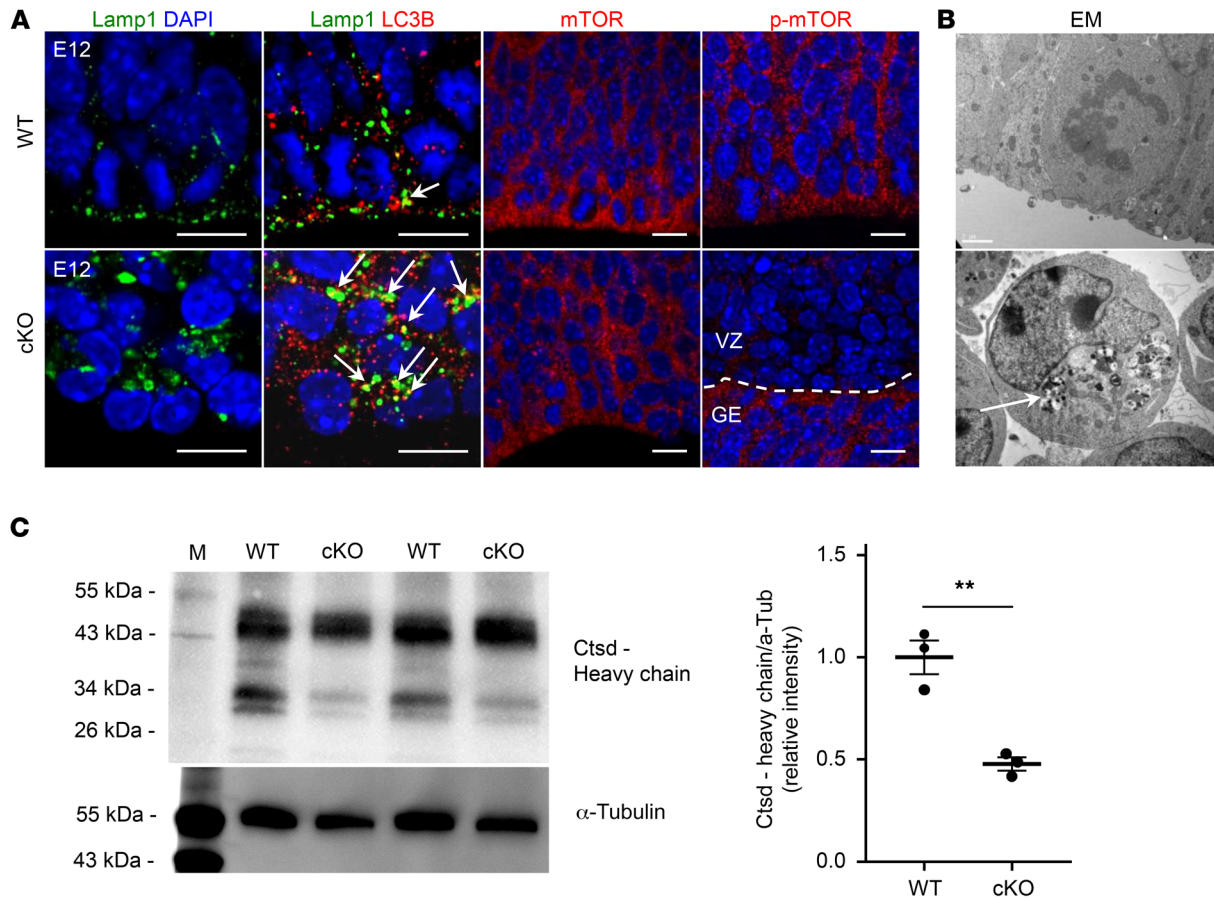 A
Lamp1 DAPI
Lamp1 LC3B
mTOR
p-mTOR
B
EM
WT
E12
cKO
E12
VZ
GE
C
M WT cKO WT cKO
55 kDa -
43 kDa -
34 kDa -
26 kDa -
Ctsd -
Heavy chain
55 kDa -
43 kDa -
α-Tubulin
Ctsd - heavy chain/a-Tub
(relative intensity)
1.5
1.0
0.5
0.0
**
WT cKO